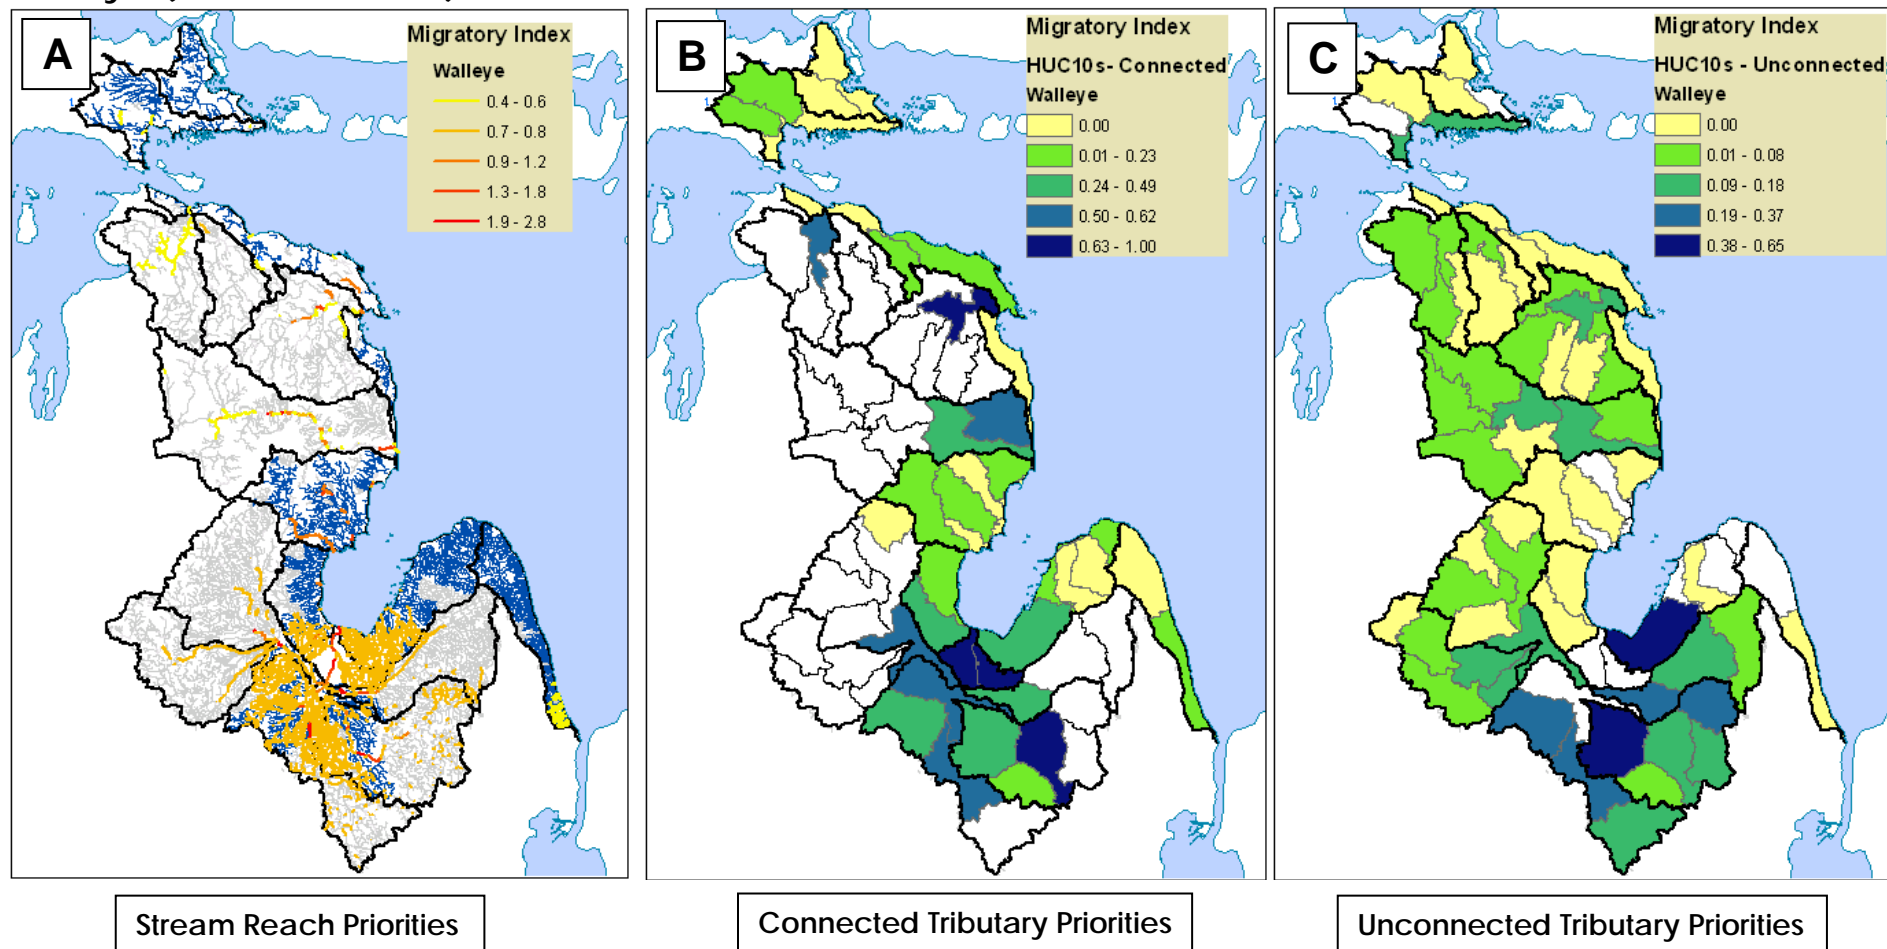 A
Migratory Index
Walleye
0.4 - 0.6
0.7 - 0.8
0.9 - 1.2
1.3 - 1.8
1.9 - 2.8
Stream Reach Priorities
B
Migratory Index
HUC10s- Connected
Walleye
0.00
0.01 - 0.23
0.24 - 0.49
0.50 - 0.62
0.63 - 1.00
Connected Tributary Priorities
C
Migratory Index
HUC10s - Unconnected
Walleye
0.00
0.01 - 0.08
0.09 - 0.18
0.19 - 0.37
0.38 - 0.65
Unconnected Tributary Priorities